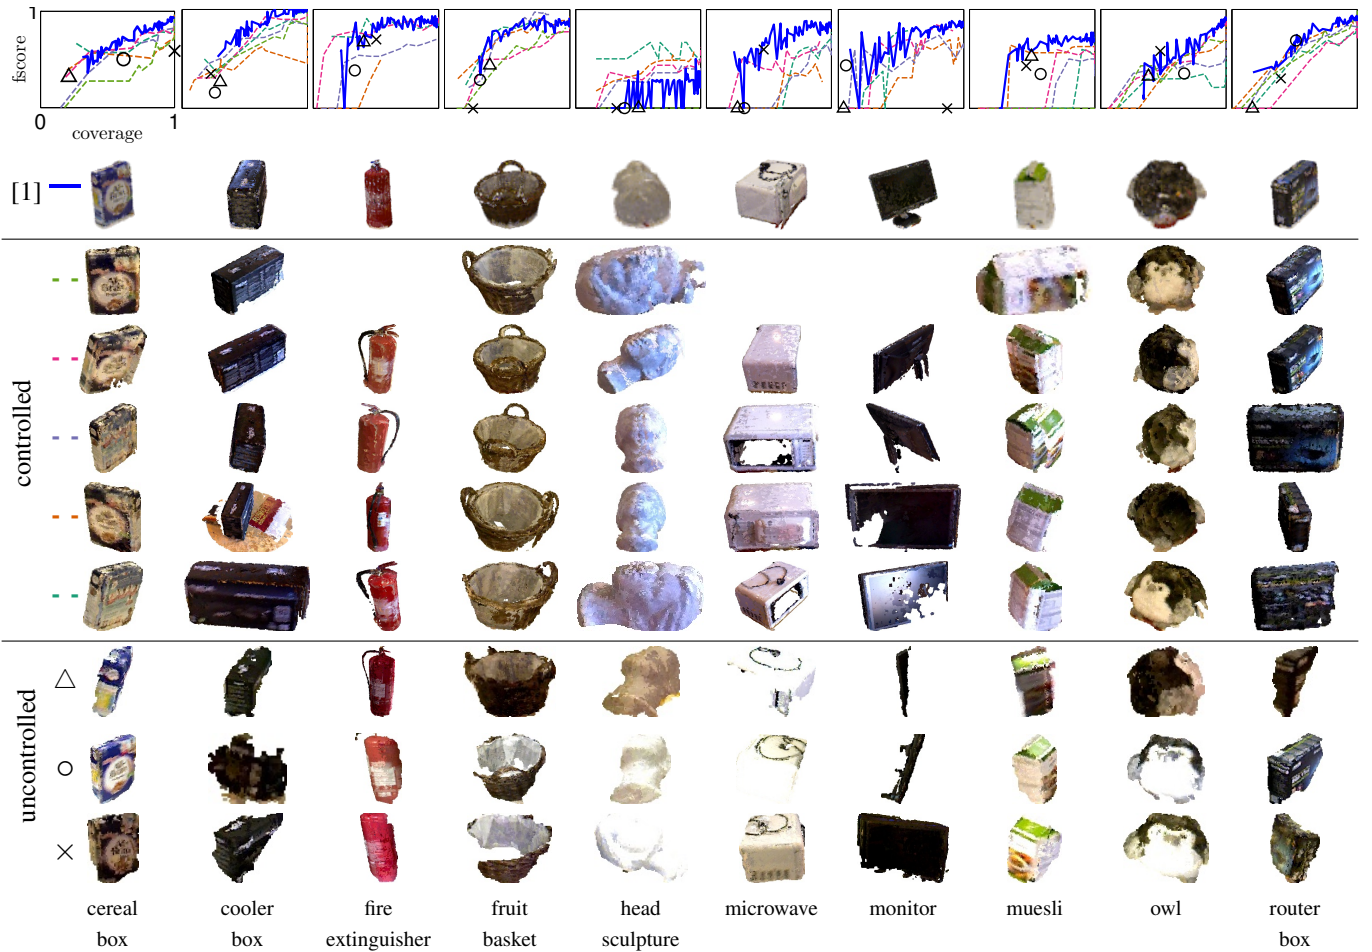 1
fscore
0
1
coverage
[1]
controlled
uncontrolled
cereal box
cooler box
fire extinguisher
fruit basket
head sculpture
microwave
monitor
muesli
owl
router box